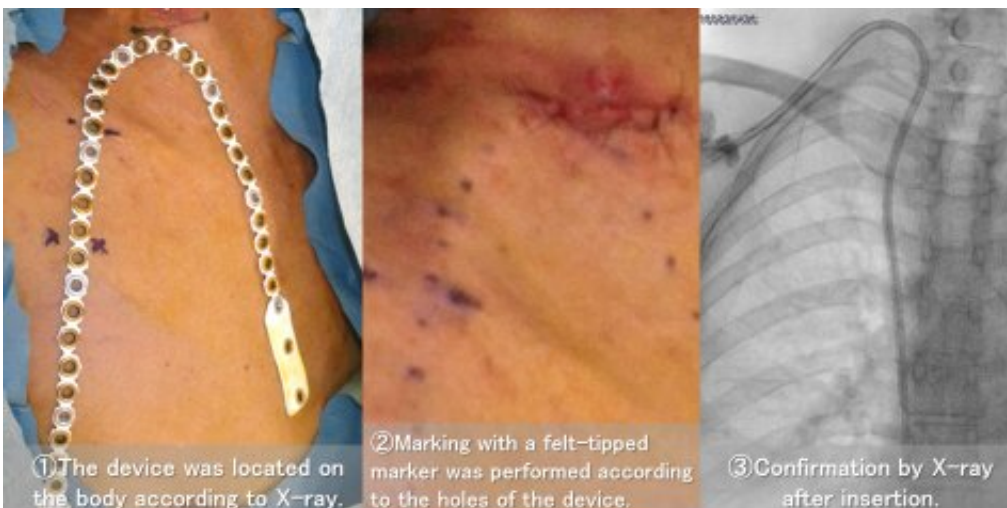 ①The device was located on
the body according to X-ray.
②Marking with a felt-tipped
marker was performed according
to the holes of the device.
③Confirmation by X-ray
after insertion.